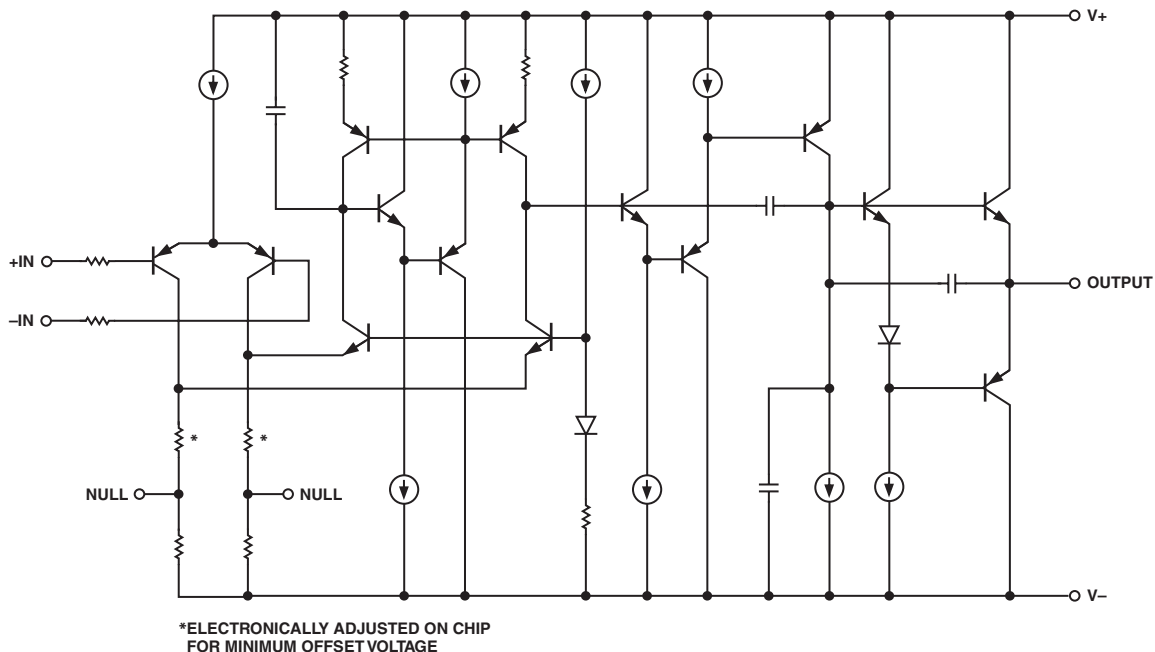 V+
+IN
OUTPUT
–IN
*
*
NULL
NULL
V–
*ELECTRONICALLY ADJUSTED ON CHIP
FOR MINIMUM OFFSET VOLTAGE